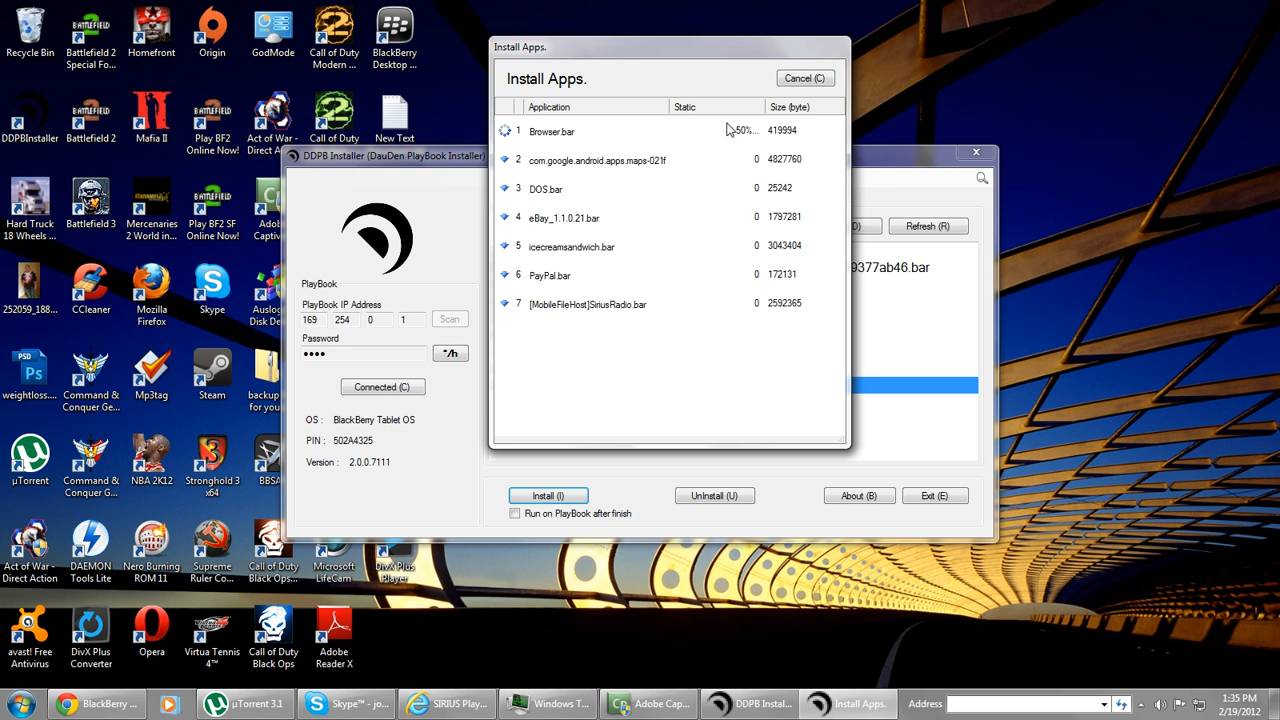 Recycle Bin
Battlefield 2 Special Fo...
Homefront
Origin
GodMode
Call of Duty Modern ...
BlackBerry Desktop ...
DDPBInstaller
Battlefield 2
Mafia II
Play BF2 Online Now!
Act of War - Direct A
Call of Duty
New Text
Hard Truck 18 Wheels ...
Battlefield 3
Mercenaries 2 World in...
Play BF2 SF Online Now!
Adob
Captiv
252059_188...
CCleaner
Mozilla Firefox
Skype
Auslog
Disk De
weightloss....
Command & Conquer Ge...
Mp3tag
Steam
backup
for you
µTorrent
Command & Conquer G...
NBA 2K12
Stronghold 3 x64
BBSA
Act of War - Direct Action
DAEMON Tools Lite
Nero Burning ROM 11
Supreme Ruler Co...
Call of Duty Black Ops...
Microsoft LifeCam
DivX Plus Player
avast! Free Antivirus
DivX Plus Converter
Opera
Virtua Tennis 4™
Call of Duty Black Ops
Adobe Reader X
Install Apps.
Install Apps.
Cancel (C)
Application Static Size (byte)
1 Browser.bar 50%... 419994
2 com.google.android.apps.maps-021f 0 4827760
3 DOS.bar 0 25242
4 eBay_1.1.0.21.bar 0 1797281
5 icecreamsandwich.bar 0 3043404
6 PayPal.bar 0 172131
7 [MobileFileHost]SiriusRadio.bar 0 2592365
DDPB Installer (DauDen PlayBook Installer)
D)
Refresh (R)
9377ab46.bar
PlayBook
PlayBook IP Address
169 254 0 1 Scan
Password
•••• */h
Connected (C)
OS : BlackBerry Tablet OS
PIN : 502A4325
Version : 2.0.0.7111
Install (I) UnInstall (U) About (B) Exit (E)
Run on PlayBook after finish
BlackBerry ...
µTorrent 3.1
Skype™ - jo...
SIRIUS Play...
Windows T...
Adobe Cap...
DDPB Instal...
Install Apps.
Address
1:35 PM
2/19/2012